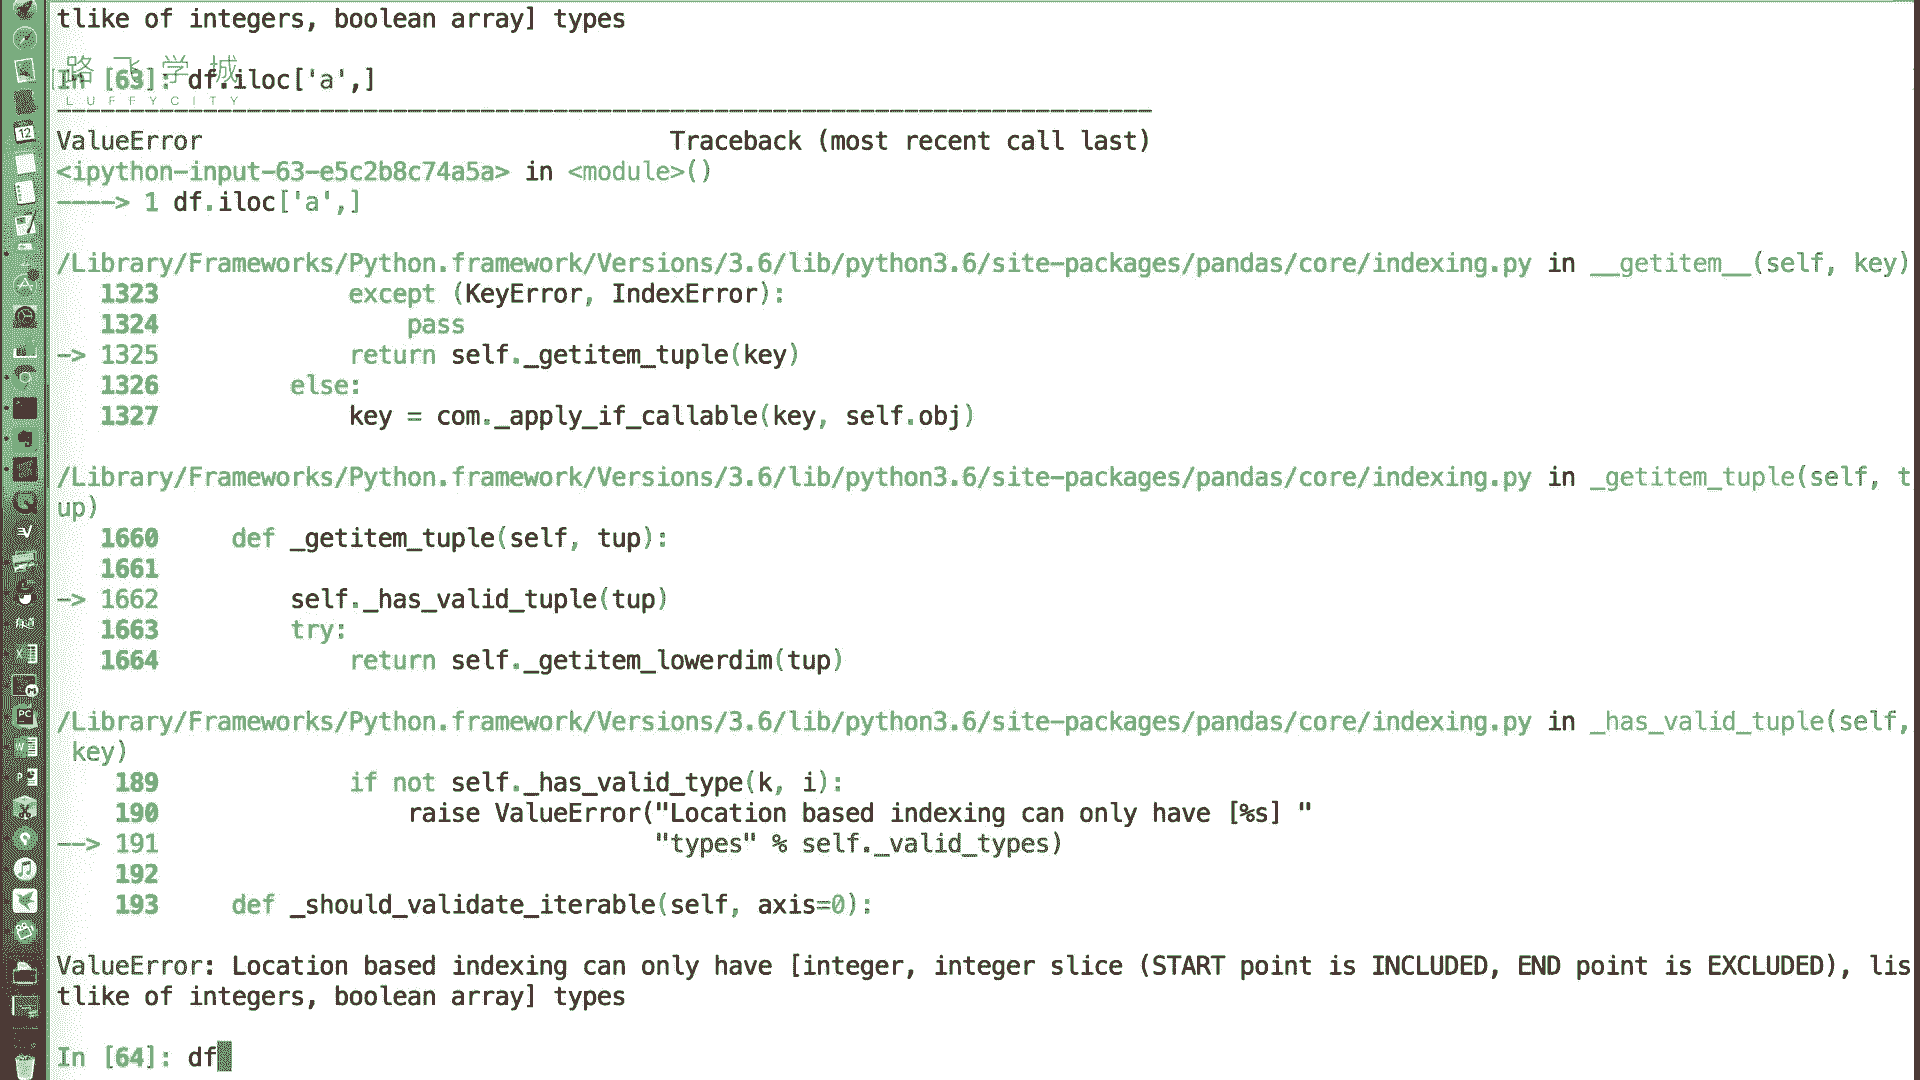 tlike of integers, boolean array] types
路飞学城
LUFFYCITY
In [63]: df.iloc['a',]
---------------------------------------------------------------------------
ValueError                                Traceback (most recent call last)
<ipython-input-63-e5c2b8c74a5a> in <module>()
----> 1 df.iloc['a',]
/Library/Frameworks/Python.framework/Versions/3.6/lib/python3.6/site-packages/pandas/core/indexing.py in __getitem__(self, key)
   1323             except (KeyError, IndexError):
   1324                 pass
-> 1325             return self._getitem_tuple(key)
   1326         else:
   1327             key = com._apply_if_callable(key, self.obj)
/Library/Frameworks/Python.framework/Versions/3.6/lib/python3.6/site-packages/pandas/core/indexing.py in _getitem_tuple(self, t
up)
   1660     def _getitem_tuple(self, tup):
   1661
-> 1662         self._has_valid_tuple(tup)
   1663         try:
   1664             return self._getitem_lowerdim(tup)
/Library/Frameworks/Python.framework/Versions/3.6/lib/python3.6/site-packages/pandas/core/indexing.py in _has_valid_tuple(self,
 key)
    189             if not self._has_valid_type(k, i):
    190                 raise ValueError("Location based indexing can only have [%s] "
--> 191                                  "types" % self._valid_types)
    192
    193     def _should_validate_iterable(self, axis=0):
ValueError: Location based indexing can only have [integer, integer slice (START point is INCLUDED, END point is EXCLUDED), lis
tlike of integers, boolean array] types
In [64]: df
12
PC